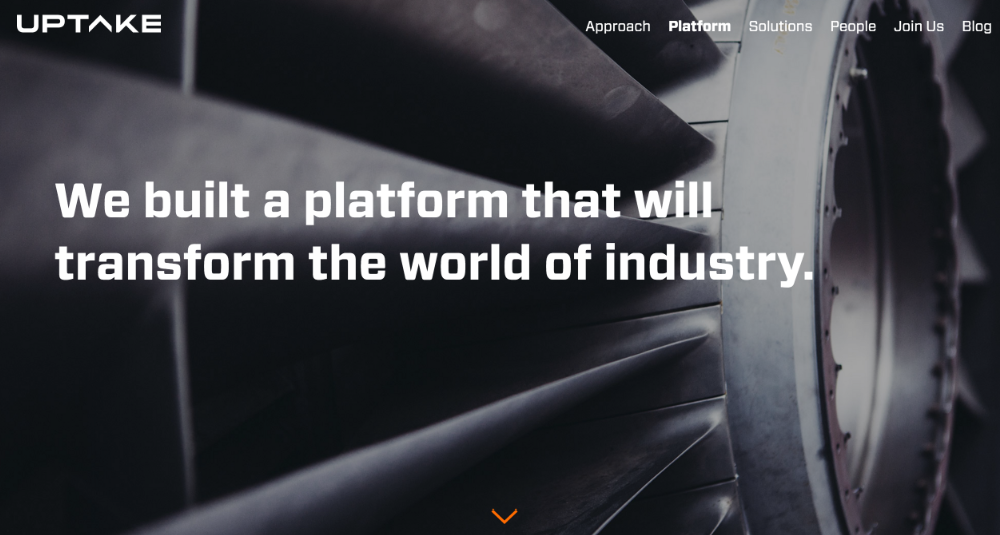 UPTAKE
Approach Platform Solutions People Join Us Blog
We built a platform that will
transform the world of industry.